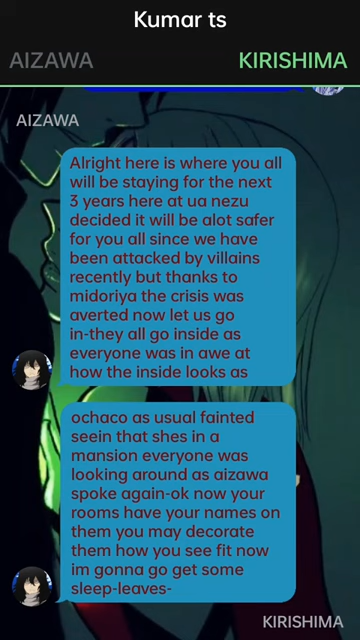 Kumar ts
AIZAWA
KIRISHIMA
AIZAWA
Alright here is where you all
will be staying for the next
3 years here at ua nezu
decided it will be alot safer
for you all since we have
been attacked by villains
recently but thanks to
midoriya the crisis was
averted now let us go
in-they all go inside as
everyone was in awe at
how the inside looks as
ochaco as usual fainted
seein that shes in a
mansion everyone was
looking around as aizawa
spoke again-ok now your
rooms have your names on
them you may decorate
them how you see fit now
im gonna go get some
sleep-leaves-
KIRISHIMA